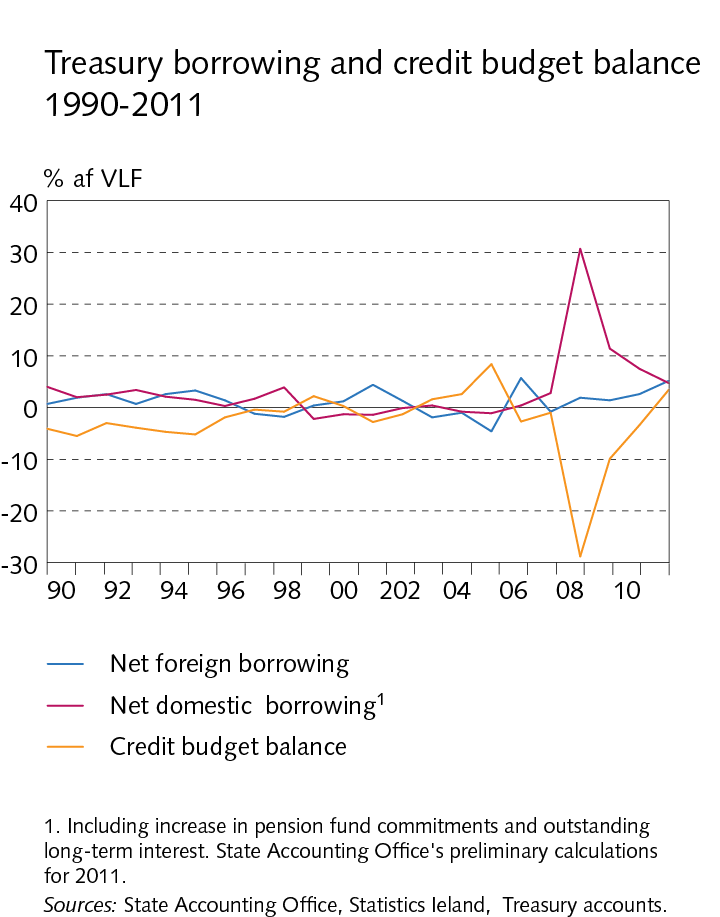 Treasury borrowing and credit budget balance
1990-2011
% af VLF
40
30
20
10
0
-10
-20
-30
90 92 94 96 98 00 202 04 06 08 10
Net foreign borrowing
Net domestic borrowing1
Credit budget balance
1. Including increase in pension fund commitments and outstanding
long-term interest. State Accounting Office's preliminary calculations
for 2011.
Sources: State Accounting Office, Statistics Ieland, Treasury accounts.